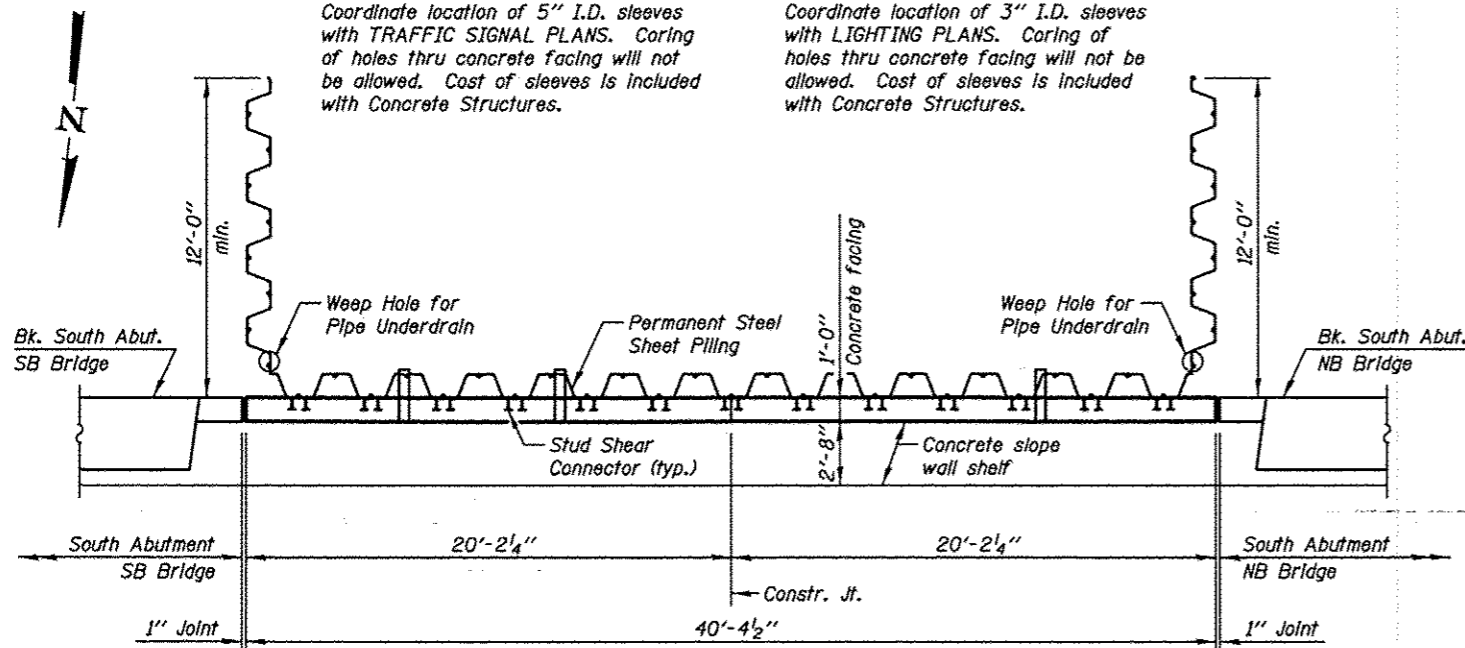 Coordinate location of 5" I.D. sleeves
with TRAFFIC SIGNAL PLANS. Coring
of holes thru concrete facing will not
be allowed. Cost of sleeves is included
with Concrete Structures.
Coordinate location of 3" I.D. sleeves
with LIGHTING PLANS. Coring of
holes thru concrete facing will not be
allowed. Cost of sleeves is included
with Concrete Structures.
N
12'-0"
min.
12'-0"
min.
Weep Hole for
Pipe Underdrain
Permanent Steel
Sheet Piling
1'-0"
Concrete facing
Weep Hole for
Pipe Underdrain
Bk. South Abut.
SB Bridge
Bk. South Abut.
NB Bridge
Stud Shear
Connector (typ.)
2'-8"
Concrete slope
wall shelf
South Abutment
SB Bridge
20'-2¼"
20'-2¼"
South Abutment
NB Bridge
Constr. Jt.
1" Joint
40'-4½"
1" Joint